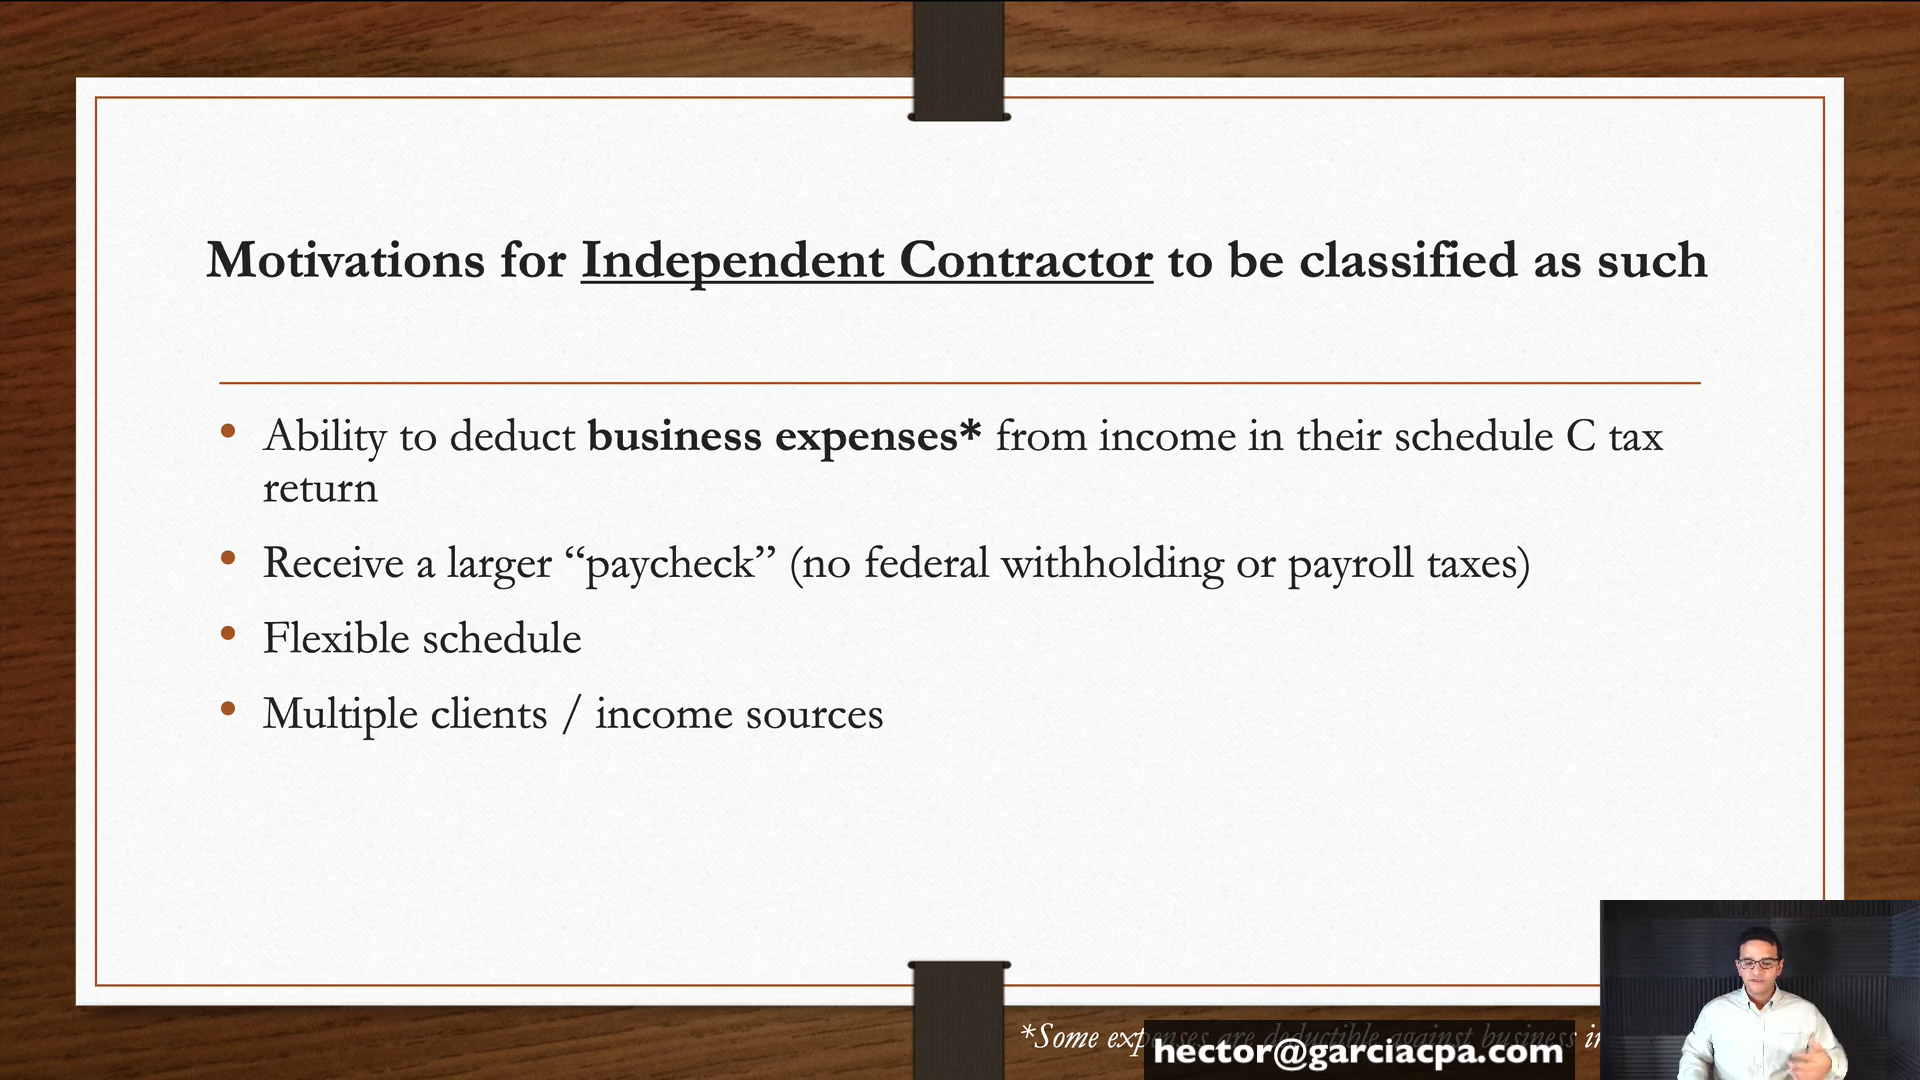 Motivations for Independent Contractor to be classified as such
• Ability to deduct business expenses* from income in their schedule C tax
return
• Receive a larger “paycheck” (no federal withholding or payroll taxes)
• Flexible schedule
• Multiple clients / income sources
*Some expenses are deductible against business
hector@garciacpa.com